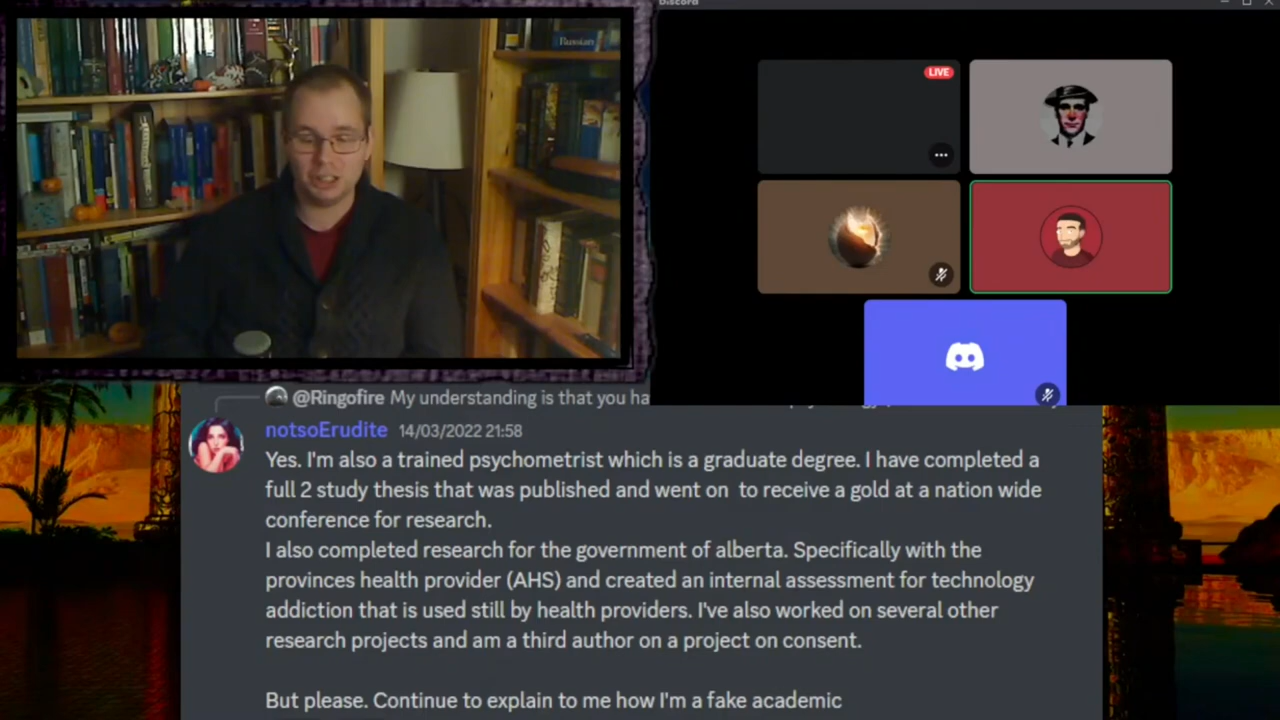 Discord
Russian
LIVE
@Ringofire My understanding is that you ha
notsoErudite 14/03/2022 21:58
Yes. I'm also a trained psychometrist which is a graduate degree. I have completed a
full 2 study thesis that was published and went on to receive a gold at a nation wide
conference for research.
I also completed research for the government of alberta. Specifically with the
provinces health provider (AHS) and created an internal assessment for technology
addiction that is used still by health providers. I've also worked on several other
research projects and am a third author on a project on consent.
But please. Continue to explain to me how I'm a fake academic